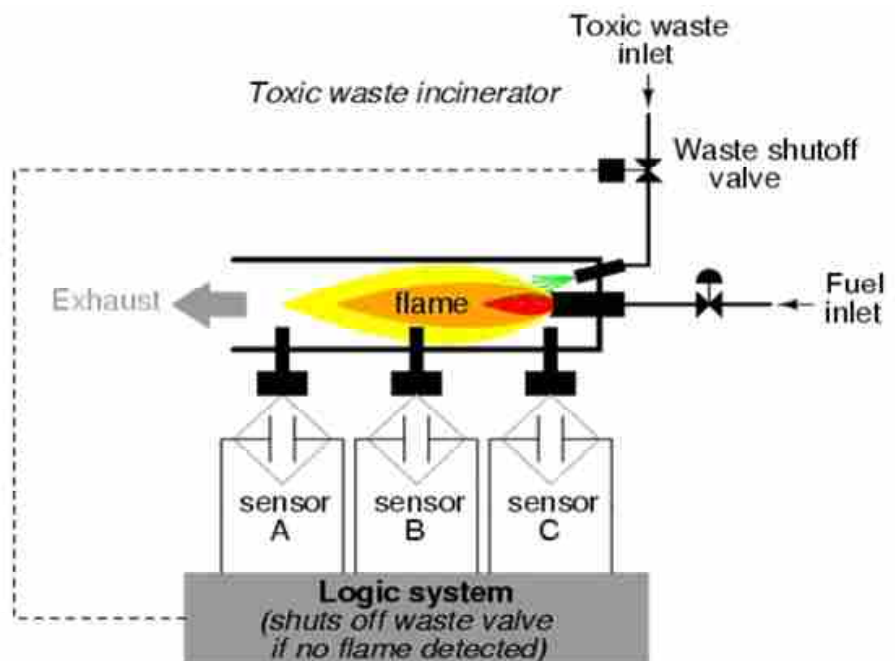 Toxic waste
inlet
Toxic waste incinerator
Waste shutoff
valve
Exhaust
flame
Fuel
inlet
sensor
A
sensor
B
sensor
C
Logic system
(shuts off waste valve
if no flame detected)